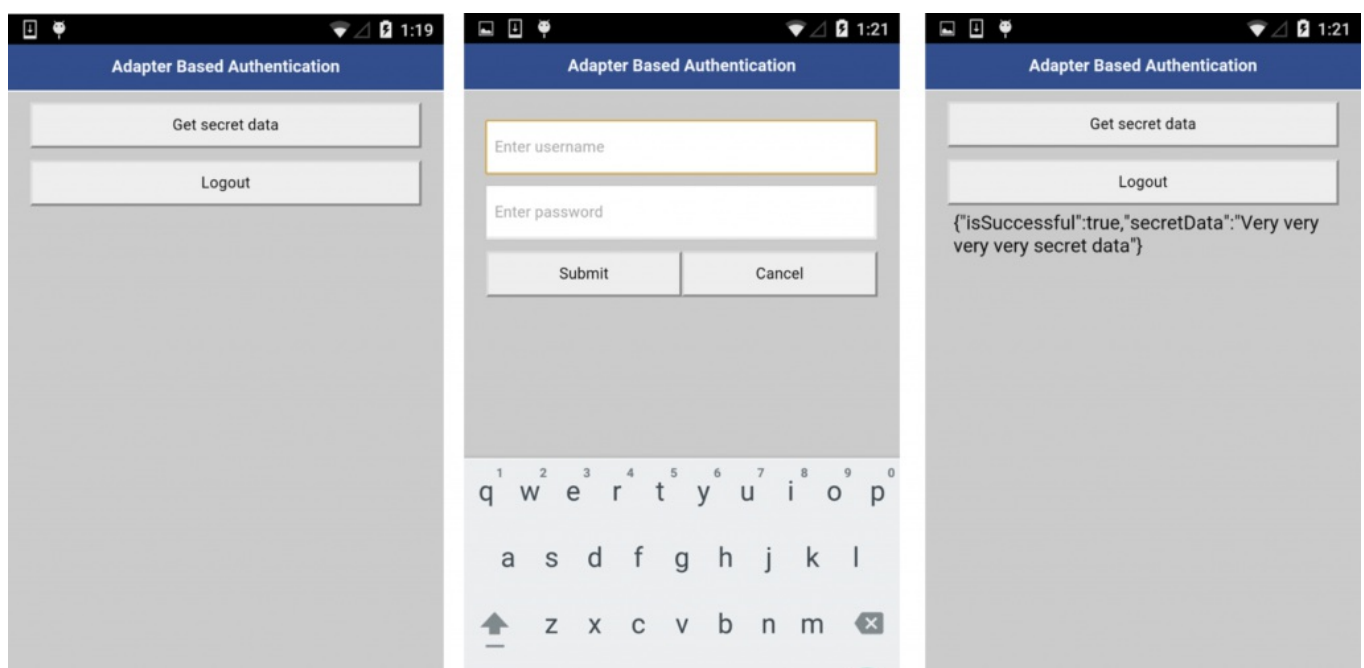 1:19
Adapter Based Authentication
Get secret data
Logout
1:21
Adapter Based Authentication
Enter username
Enter password
Submit Cancel
1 2 3 4 5 6 7 8 9 0
q w e r t y u i o p
a s d f g h j k l
z x c v b n m
1:21
Adapter Based Authentication
Get secret data
Logout
{"isSuccessful":true,"secretData":"Very very
very very secret data"}